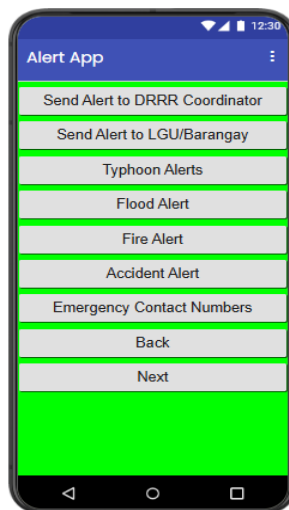 12:30
Alert App
Send Alert to DRRR Coordinator
Send Alert to LGU/Barangay
Typhoon Alerts
Flood Alert
Fire Alert
Accident Alert
Emergency Contact Numbers
Back
Next